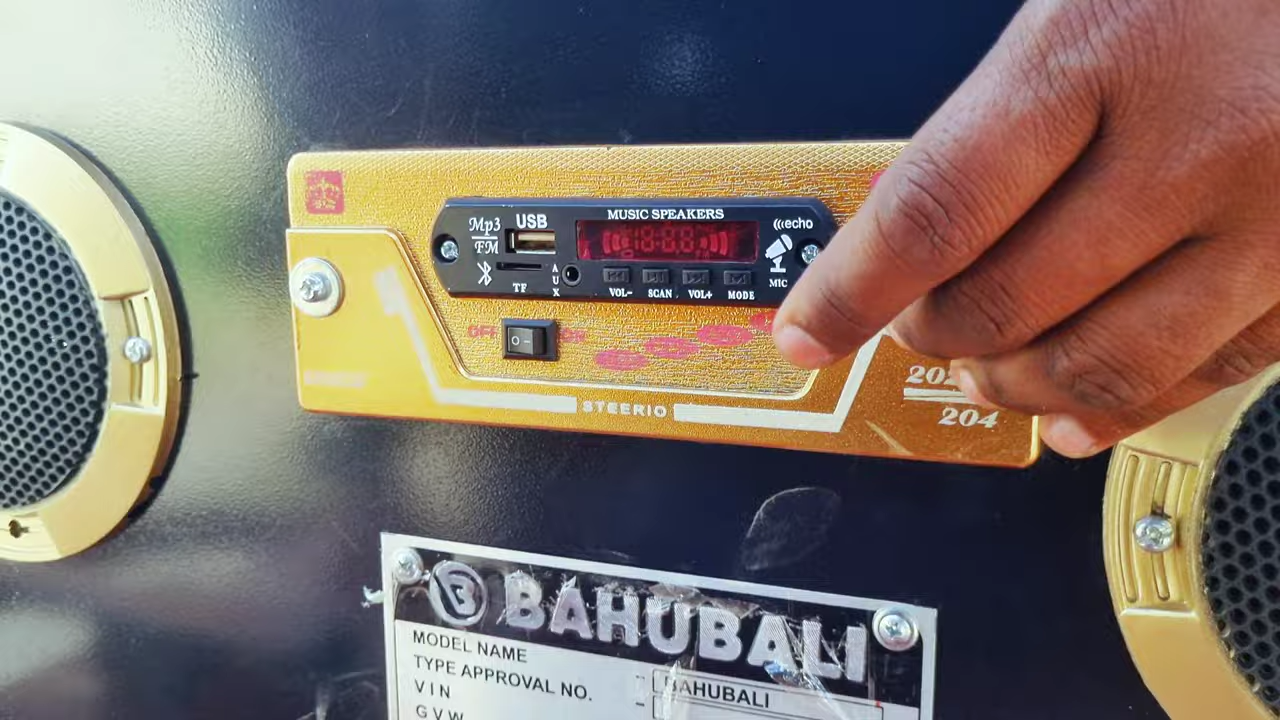 MUSIC SPEAKERS
Mp3
FM
USB
echo
TF
AUX
MIC
VOL- SCAN VOL+ MODE
OFF
STEERIO
204
3 BAHUBALI
MODEL NAME
TYPE APPROVAL NO. : BAHUBALI
VIN -
G V W